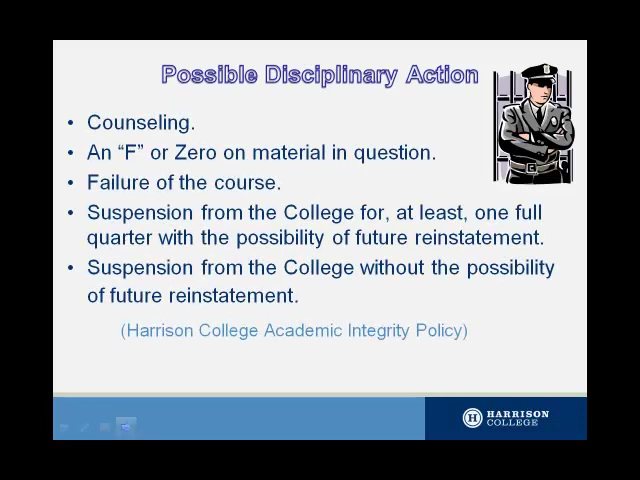 Possible Disciplinary Action
• Counseling.
• An “F” or Zero on material in question.
• Failure of the course.
• Suspension from the College for, at least, one full
quarter with the possibility of future reinstatement.
• Suspension from the College without the possibility
of future reinstatement.
(Harrison College Academic Integrity Policy)
H HARRISON
COLLEGE